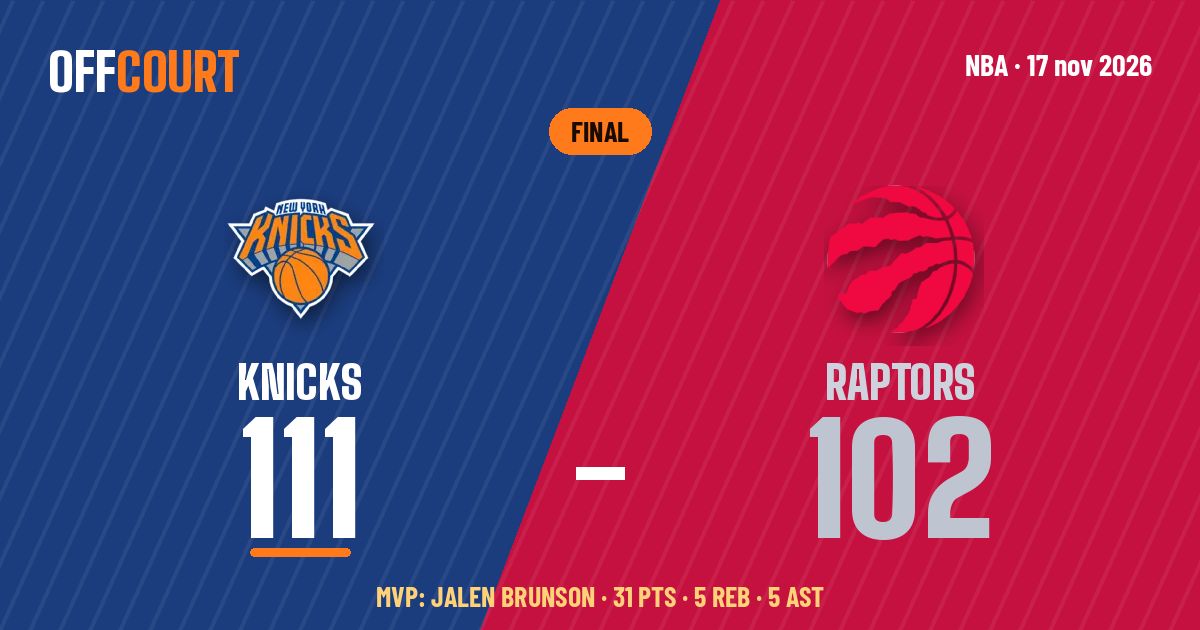 OFFCOURT
NBA · 17 nov 2026
FINAL
NEW YORK
KNICKS
KNICKS
RAPTORS
111
–
102
MVP: JALEN BRUNSON · 31 PTS · 5 REB · 5 AST